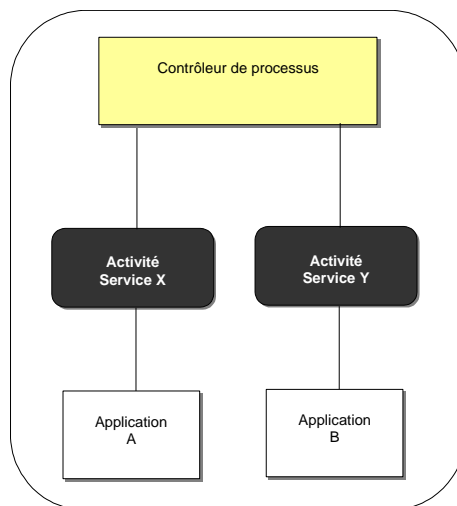 Contrôleur de processus
Activité
Service X
Activité
Service Y
Application
A
Application
B